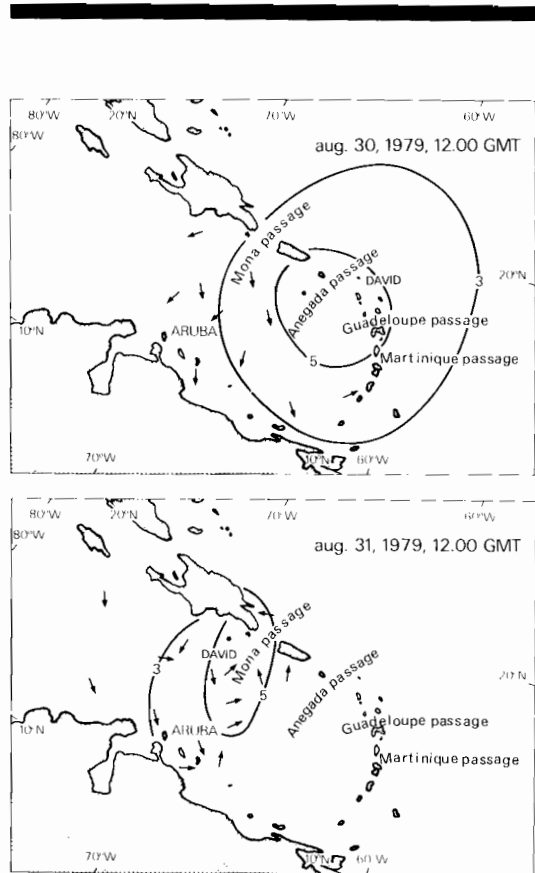 80°W 20°N 70°W 60°W
80°W
aug. 30, 1979, 12.00 GMT
Mona passage
3
20°N
DAVID
Anegada passage
10°N
ARUBA
Guadeloupe passage
5
Martinique passage
70°W 10°N 60°W
80°W 20°N 70°W 60°W
80°W
aug. 31, 1979, 12.00 GMT
Mona passage
DAVID
3
5
20°N
Anegada passage
10°N
ARUBA
Guadeloupe passage
Martinique passage
70°W 10°N 60°W